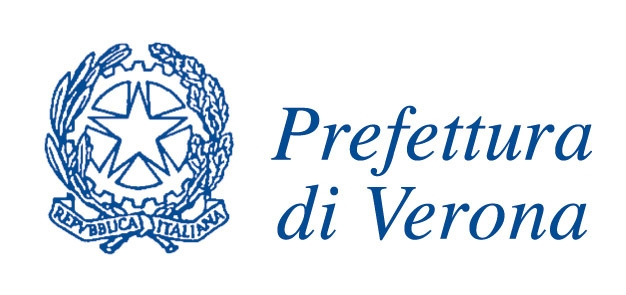 Prefettura
di Verona
REPVBBLICA ITALIANA